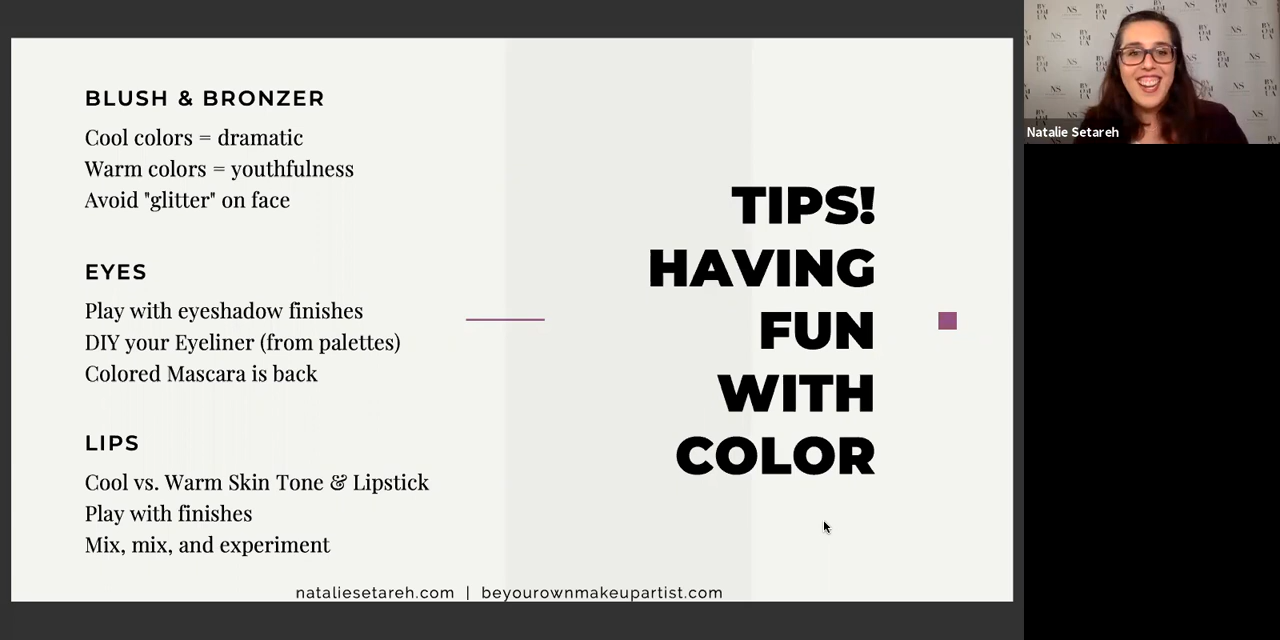 BLUSH & BRONZER
Cool colors = dramatic
Warm colors = youthfulness
Avoid "glitter" on face
EYES
Play with eyeshadow finishes
DIY your Eyeliner (from palettes)
Colored Mascara is back
LIPS
Cool vs. Warm Skin Tone & Lipstick
Play with finishes
Mix, mix, and experiment
TIPS!
HAVING
FUN
WITH
COLOR
nataliesetareh.com | beyourownmakeupartist.com
Natalie Setareh
NS